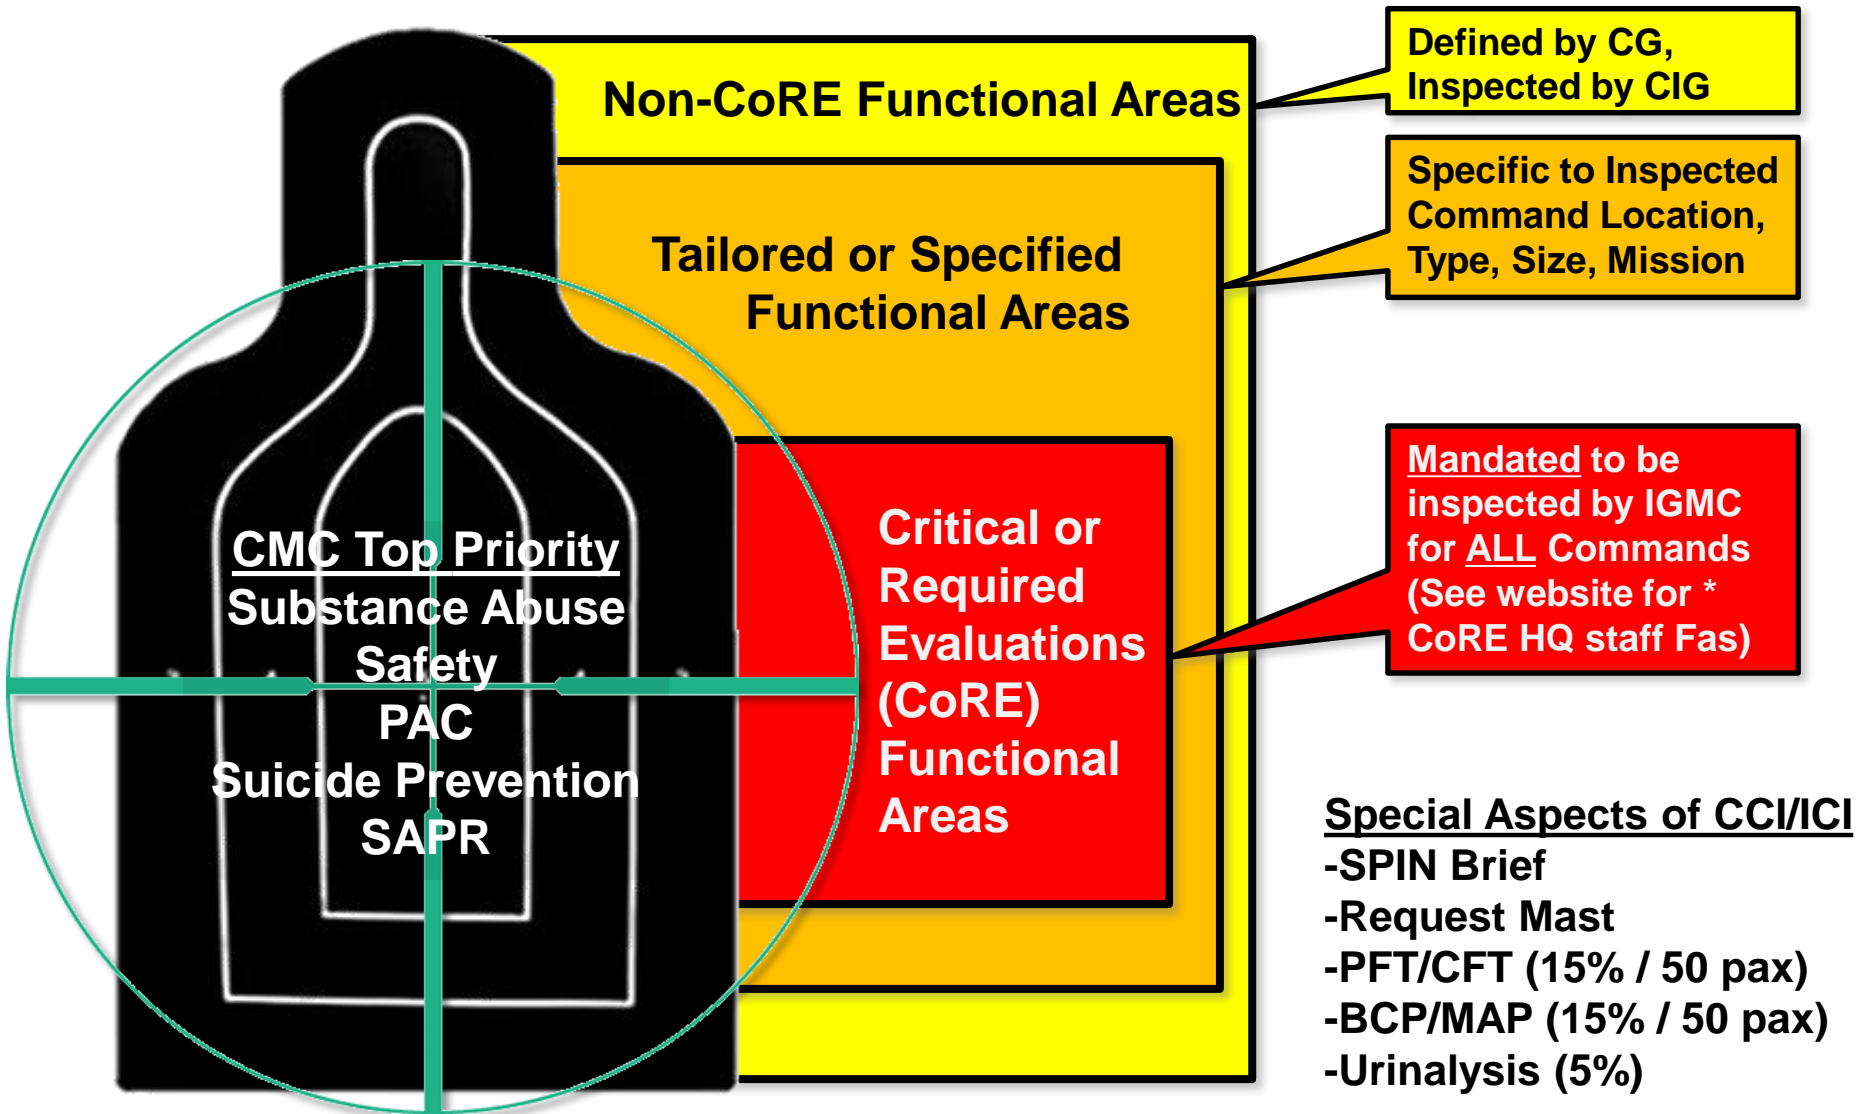 Non-CoRE Functional Areas
Defined by CG,
Inspected by CIG
Tailored or Specified
Functional Areas
Specific to Inspected
Command Location,
Type, Size, Mission
CMC Top Priority
Substance Abuse
Safety
PAC
Suicide Prevention
SAPR
Critical or
Required
Evaluations
(CoRE)
Functional
Areas
Mandated to be
inspected by IGMC
for ALL Commands
(See website for *
CoRE HQ staff Fas)
Special Aspects of CCI/ICI
-SPIN Brief
-Request Mast
-PFT/CFT (15% / 50 pax)
-BCP/MAP (15% / 50 pax)
-Urinalysis (5%)